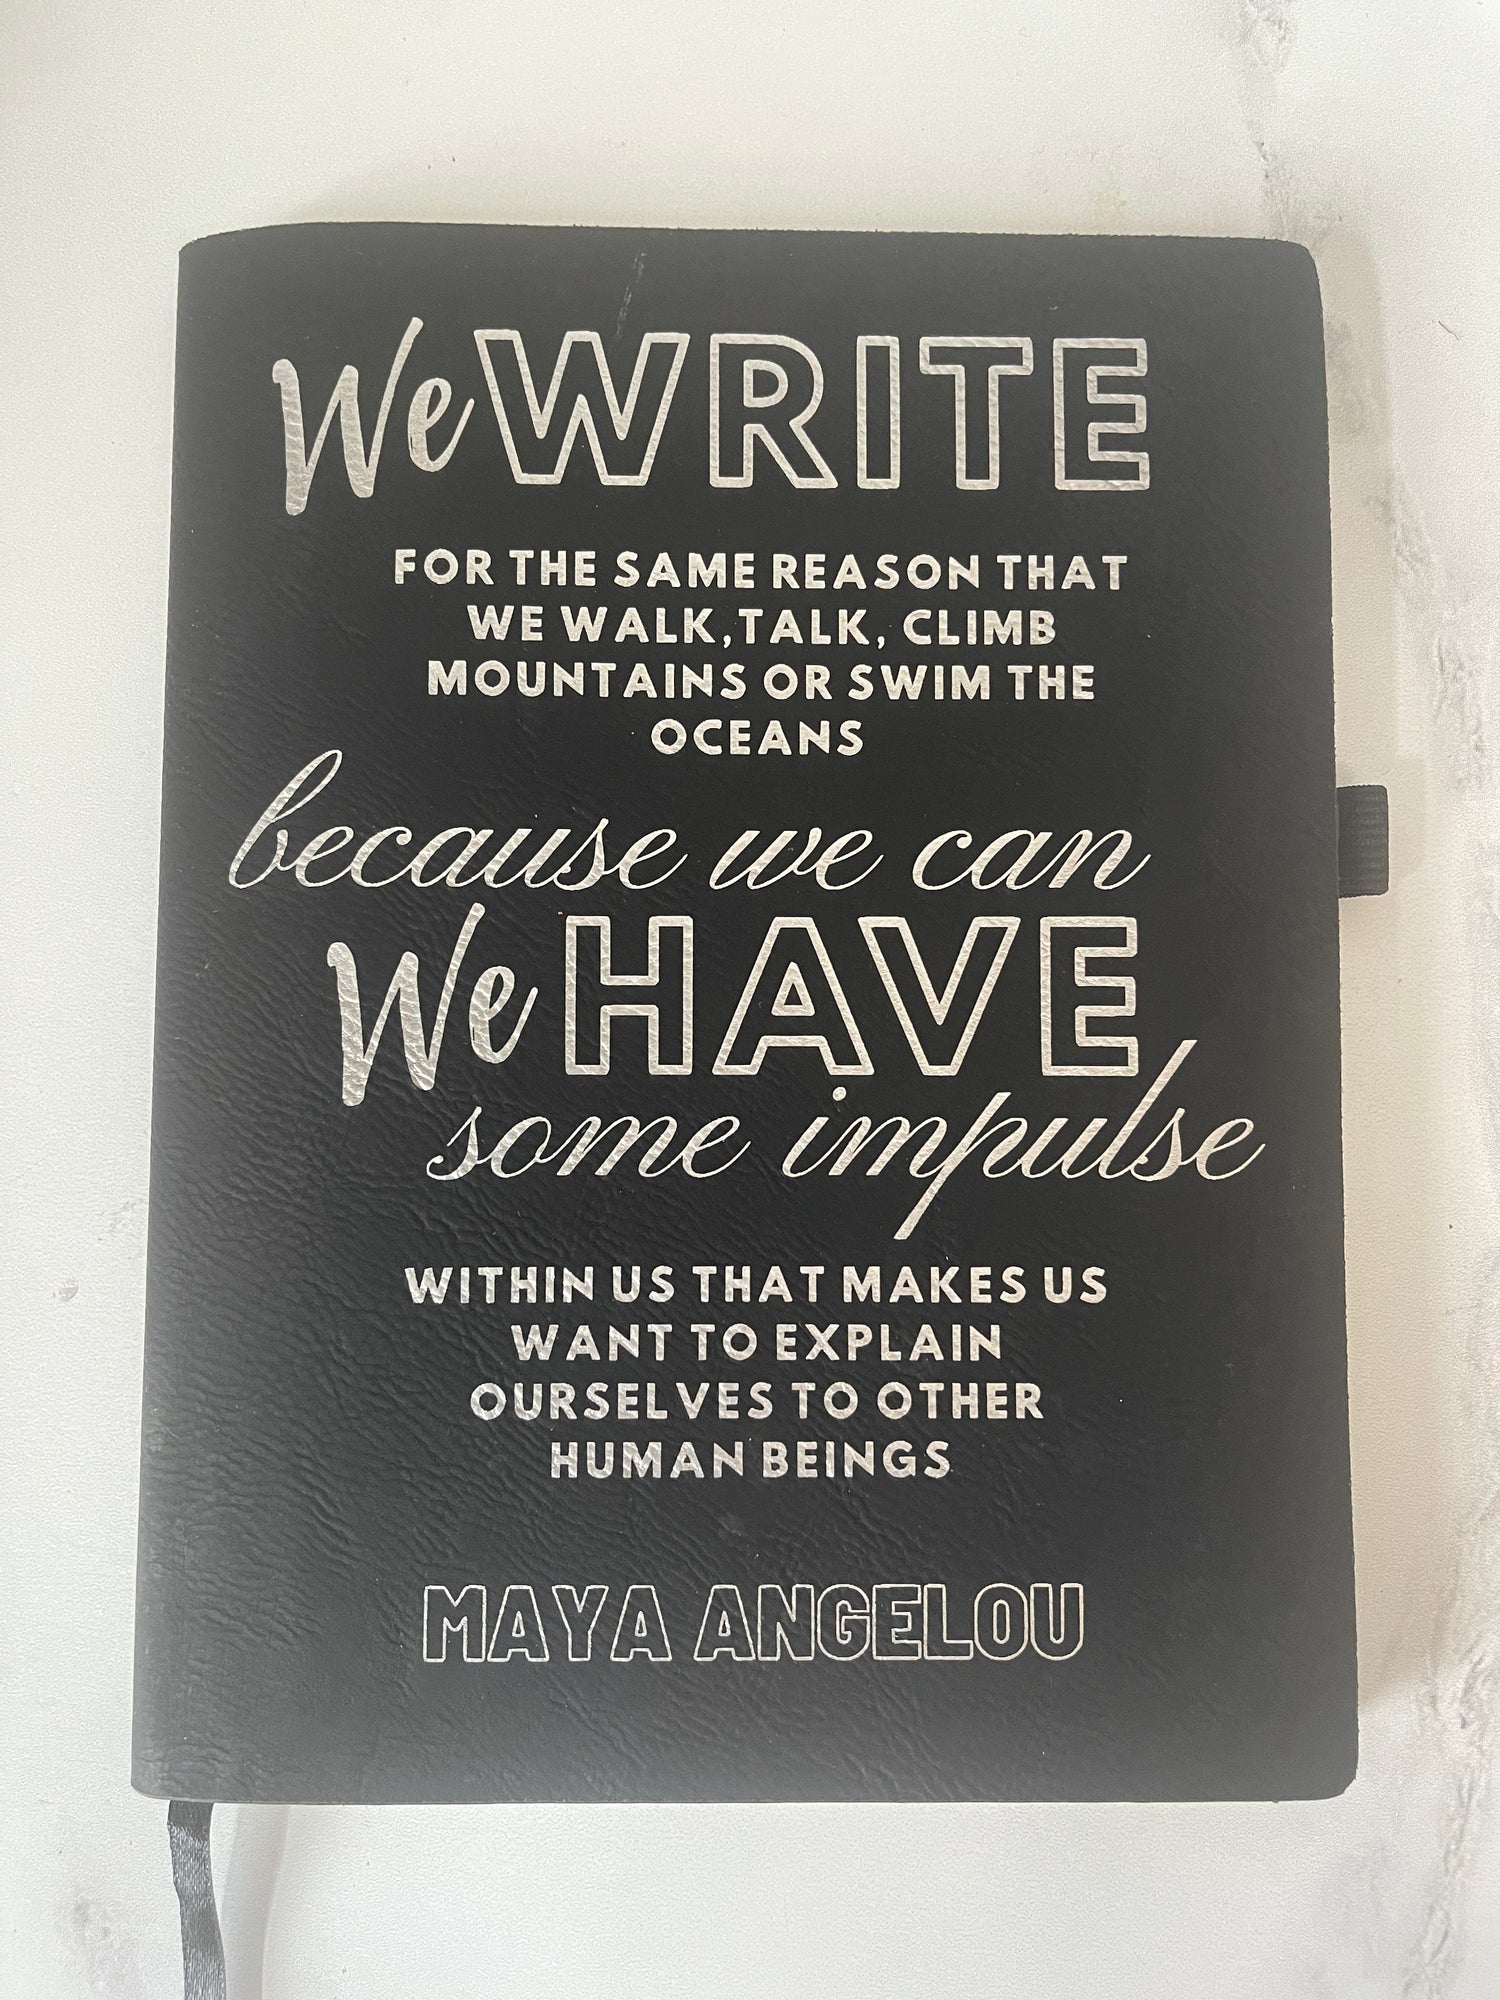 We WRITE
FOR THE SAME REASON THAT
WE WALK, TALK, CLIMB
MOUNTAINS OR SWIM THE
OCEANS
because we can
We HAVE
some impulse
WITHIN US THAT MAKES US
WANT TO EXPLAIN
OURSELVES TO OTHER
HUMAN BEINGS
MAYA ANGELOU